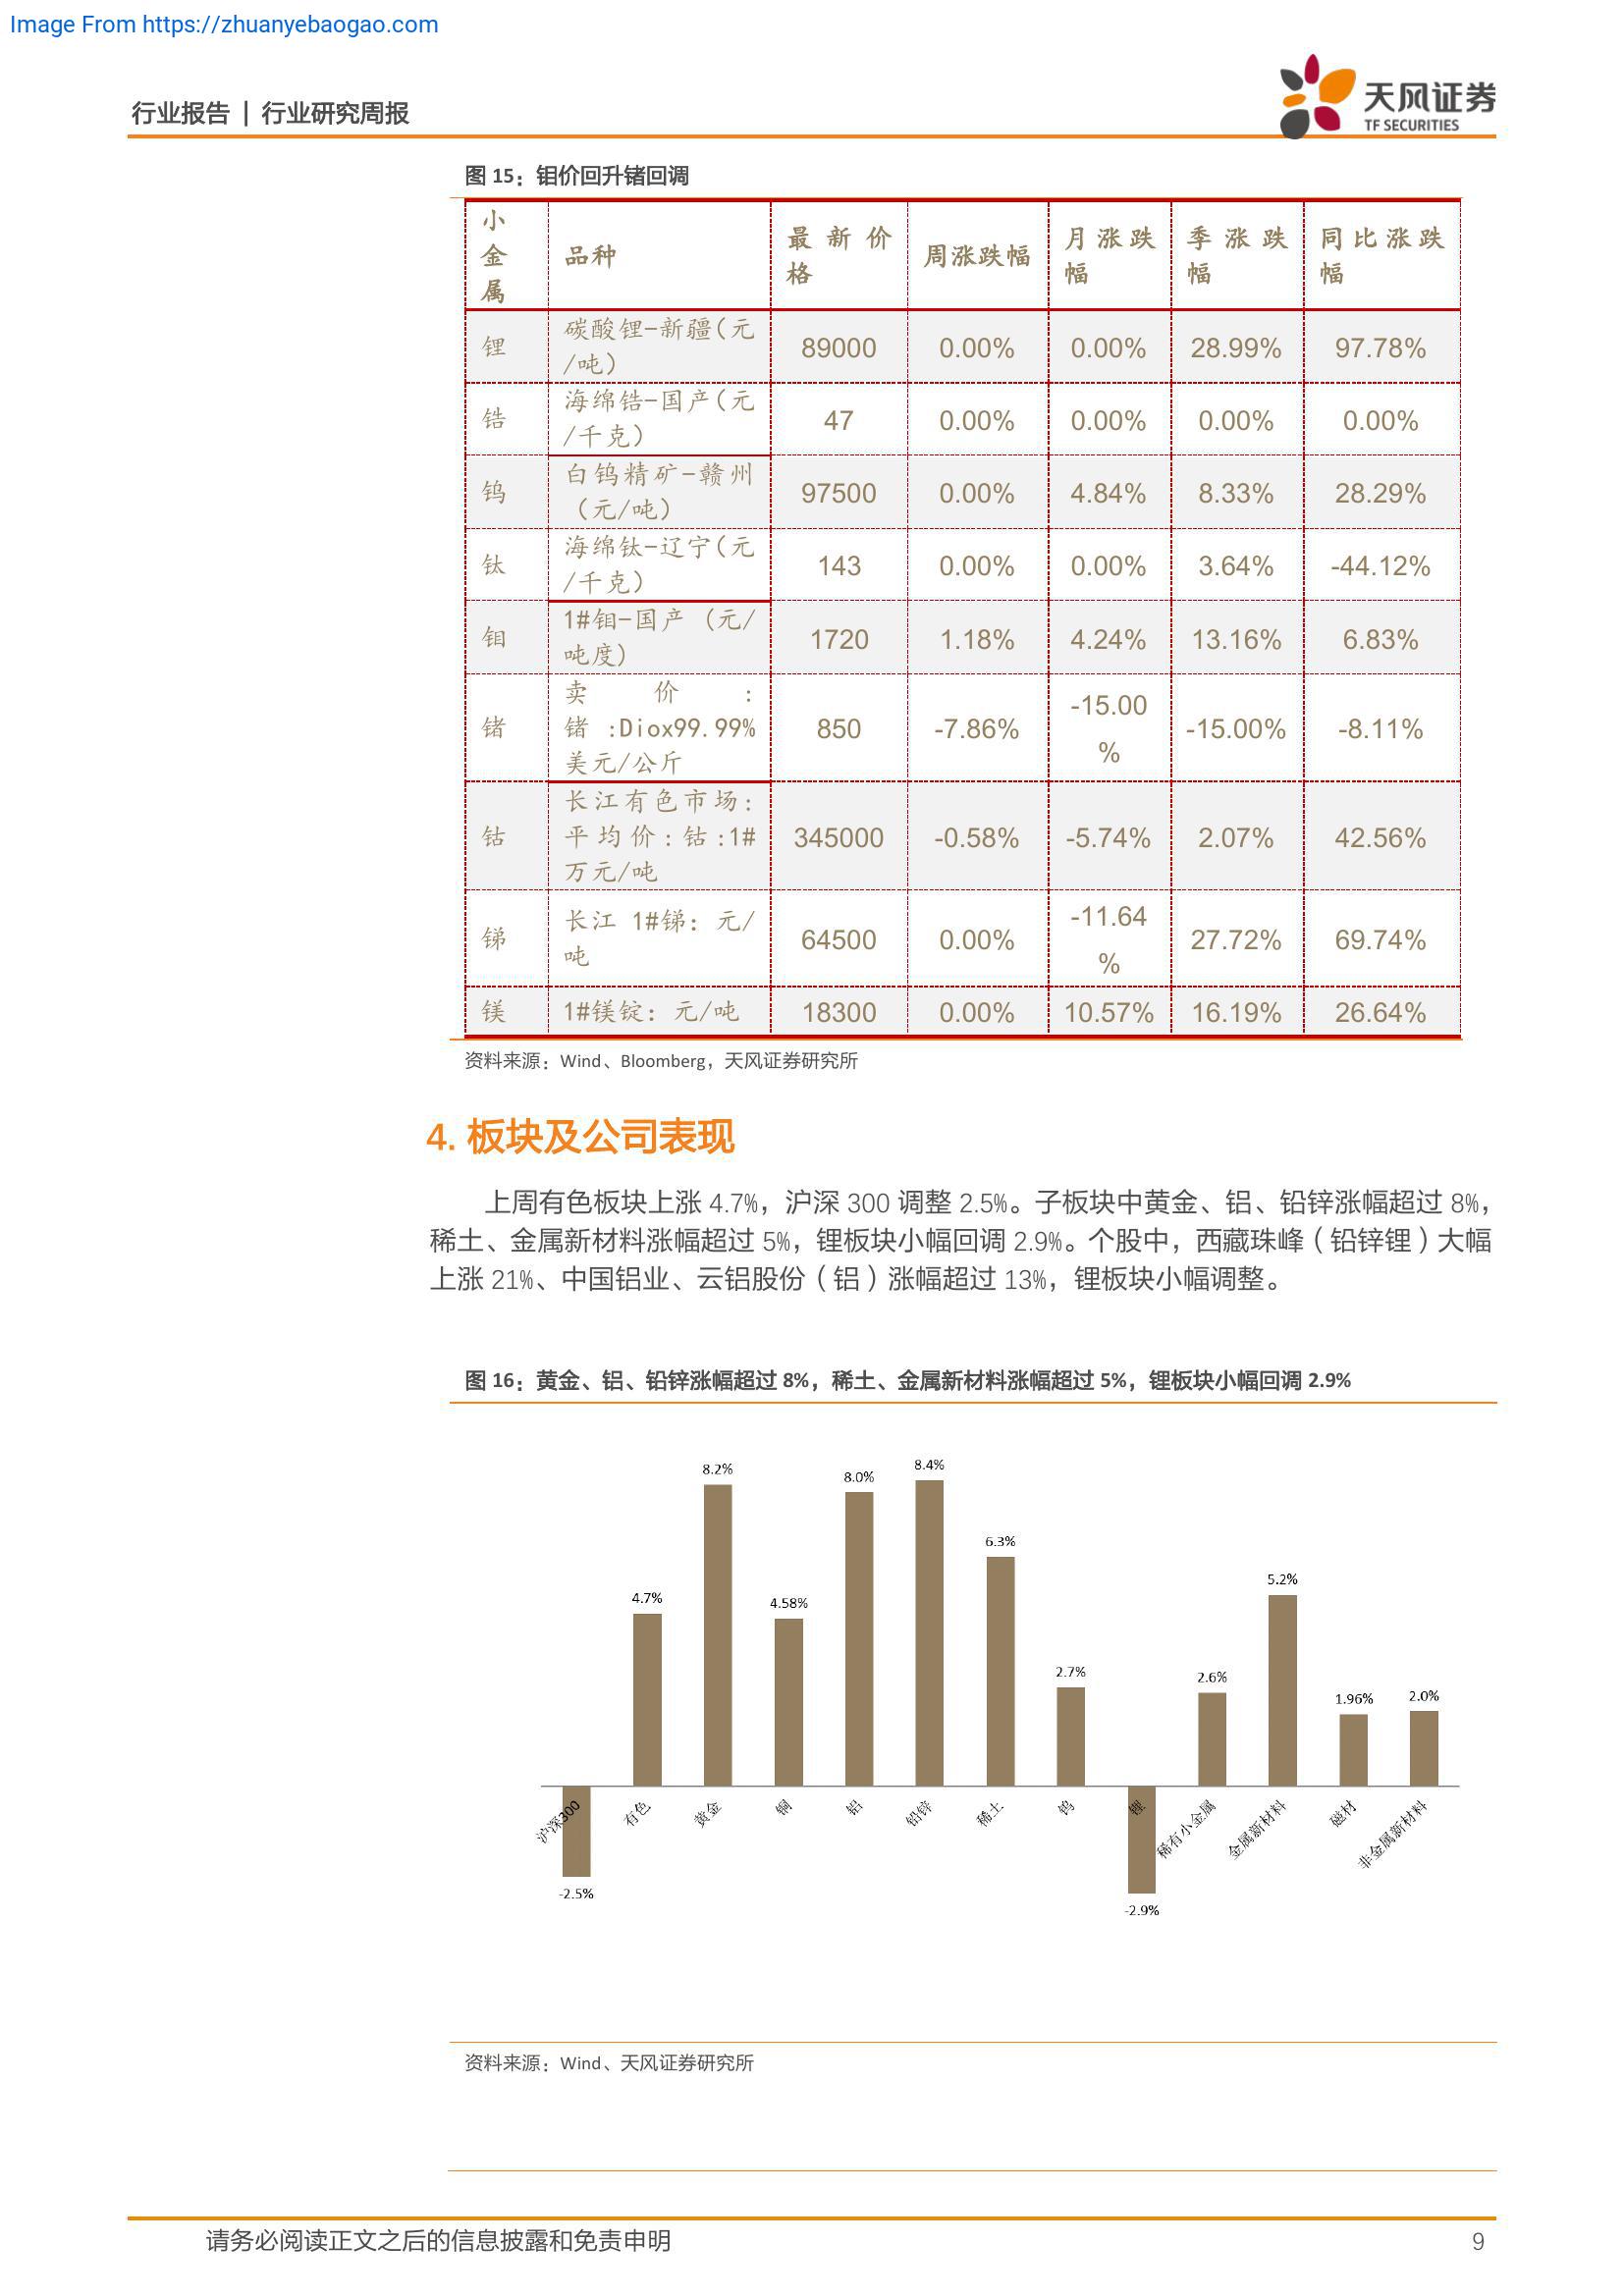 Image From https://zhuanyebaogao.com
行业报告 | 行业研究周报
天风证券
TF SECURITIES
图 15：钼价回升锗回调
小金属 品种 最新价格 周涨跌幅 月涨跌幅 季涨跌幅 同比涨跌幅
锂 碳酸锂-新疆(元/吨) 89000 0.00% 0.00% 28.99% 97.78%
锆 海绵锆-国产(元/千克) 47 0.00% 0.00% 0.00% 0.00%
钨 白钨精矿-赣州（元/吨） 97500 0.00% 4.84% 8.33% 28.29%
钛 海绵钛-辽宁(元/千克) 143 0.00% 0.00% 3.64% -44.12%
钼 1#钼-国产（元/吨度） 1720 1.18% 4.24% 13.16% 6.83%
锗 卖价:锗:Diox99.99%美元/公斤 850 -7.86% -15.00% -15.00% -8.11%
钴 长江有色市场:平均价:钴:1#万元/吨 345000 -0.58% -5.74% 2.07% 42.56%
锑 长江 1#锑：元/吨 64500 0.00% -11.64% 27.72% 69.74%
镁 1#镁锭：元/吨 18300 0.00% 10.57% 16.19% 26.64%
资料来源：Wind、Bloomberg，天风证券研究所
4. 板块及公司表现
上周有色板块上涨 4.7%，沪深 300 调整 2.5%。子板块中黄金、铝、铅锌涨幅超过 8%，
稀土、金属新材料涨幅超过 5%，锂板块小幅回调 2.9%。个股中，西藏珠峰（铅锌锂）大幅
上涨 21%、中国铝业、云铝股份（铝）涨幅超过 13%，锂板块小幅调整。
图 16：黄金、铝、铅锌涨幅超过 8%，稀土、金属新材料涨幅超过 5%，锂板块小幅回调 2.9%
-2.5% 4.7% 8.2% 4.58% 8.0% 8.4% 6.3% 2.7% -2.9% 2.6% 5.2% 1.96% 2.0%
沪深300 有色 黄金 铜 铝 铅锌 稀土 钨 锂 稀有小金属 金属新材料 磁材 非金属新材料
资料来源：Wind、天风证券研究所
请务必阅读正文之后的信息披露和免责申明 9